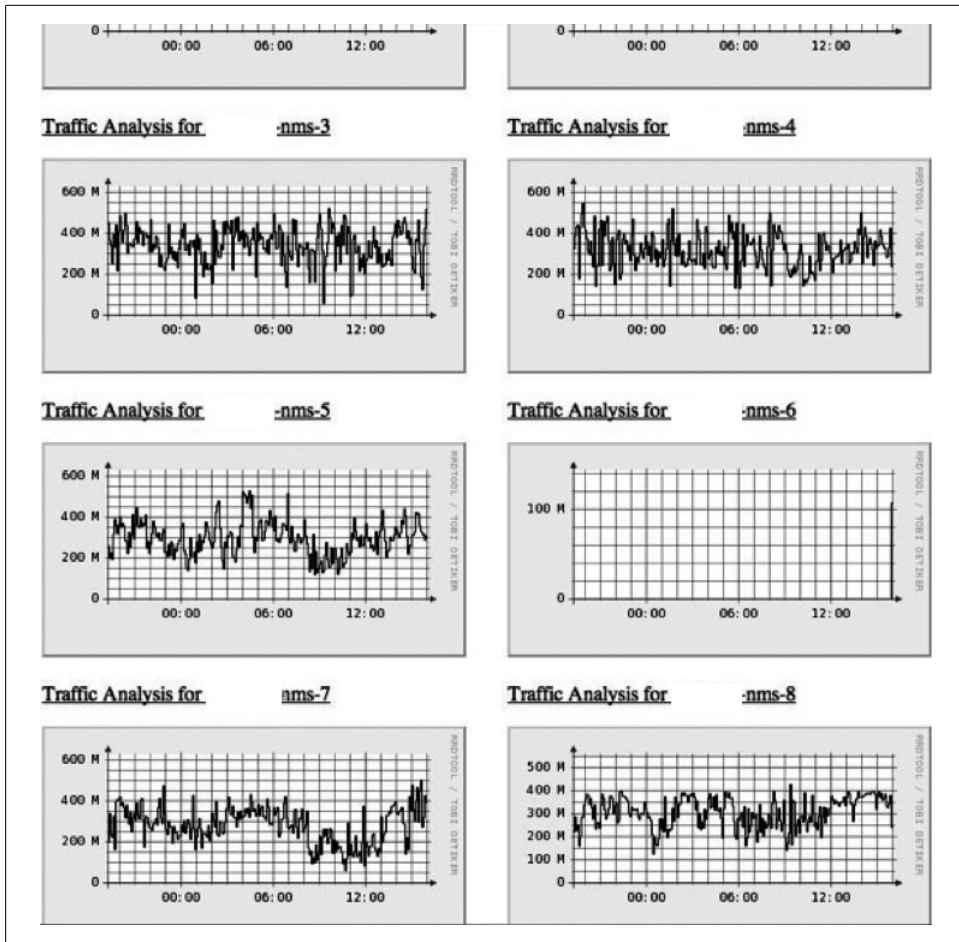 0
00:00 06:00 12:00
0
00:00 06:00 12:00
Traffic Analysis for -nms-3
Traffic Analysis for -nms-4
600 M
400 M
200 M
0
00:00 06:00 12:00
RRDTOOL / TOBI OETIKER
600 M
400 M
200 M
0
00:00 06:00 12:00
RRDTOOL / TOBI OETIKER
Traffic Analysis for -nms-5
Traffic Analysis for -nms-6
600 M
400 M
200 M
0
00:00 06:00 12:00
RRDTOOL / TOBI OETIKER
100 M
0
00:00 06:00 12:00
RRDTOOL / TOBI OETIKER
Traffic Analysis for nms-7
Traffic Analysis for -nms-8
600 M
400 M
200 M
0
00:00 06:00 12:00
RRDTOOL / TOBI OETIKER
500 M
400 M
300 M
200 M
100 M
0
00:00 06:00 12:00
RRDTOOL / TOBI OETIKER